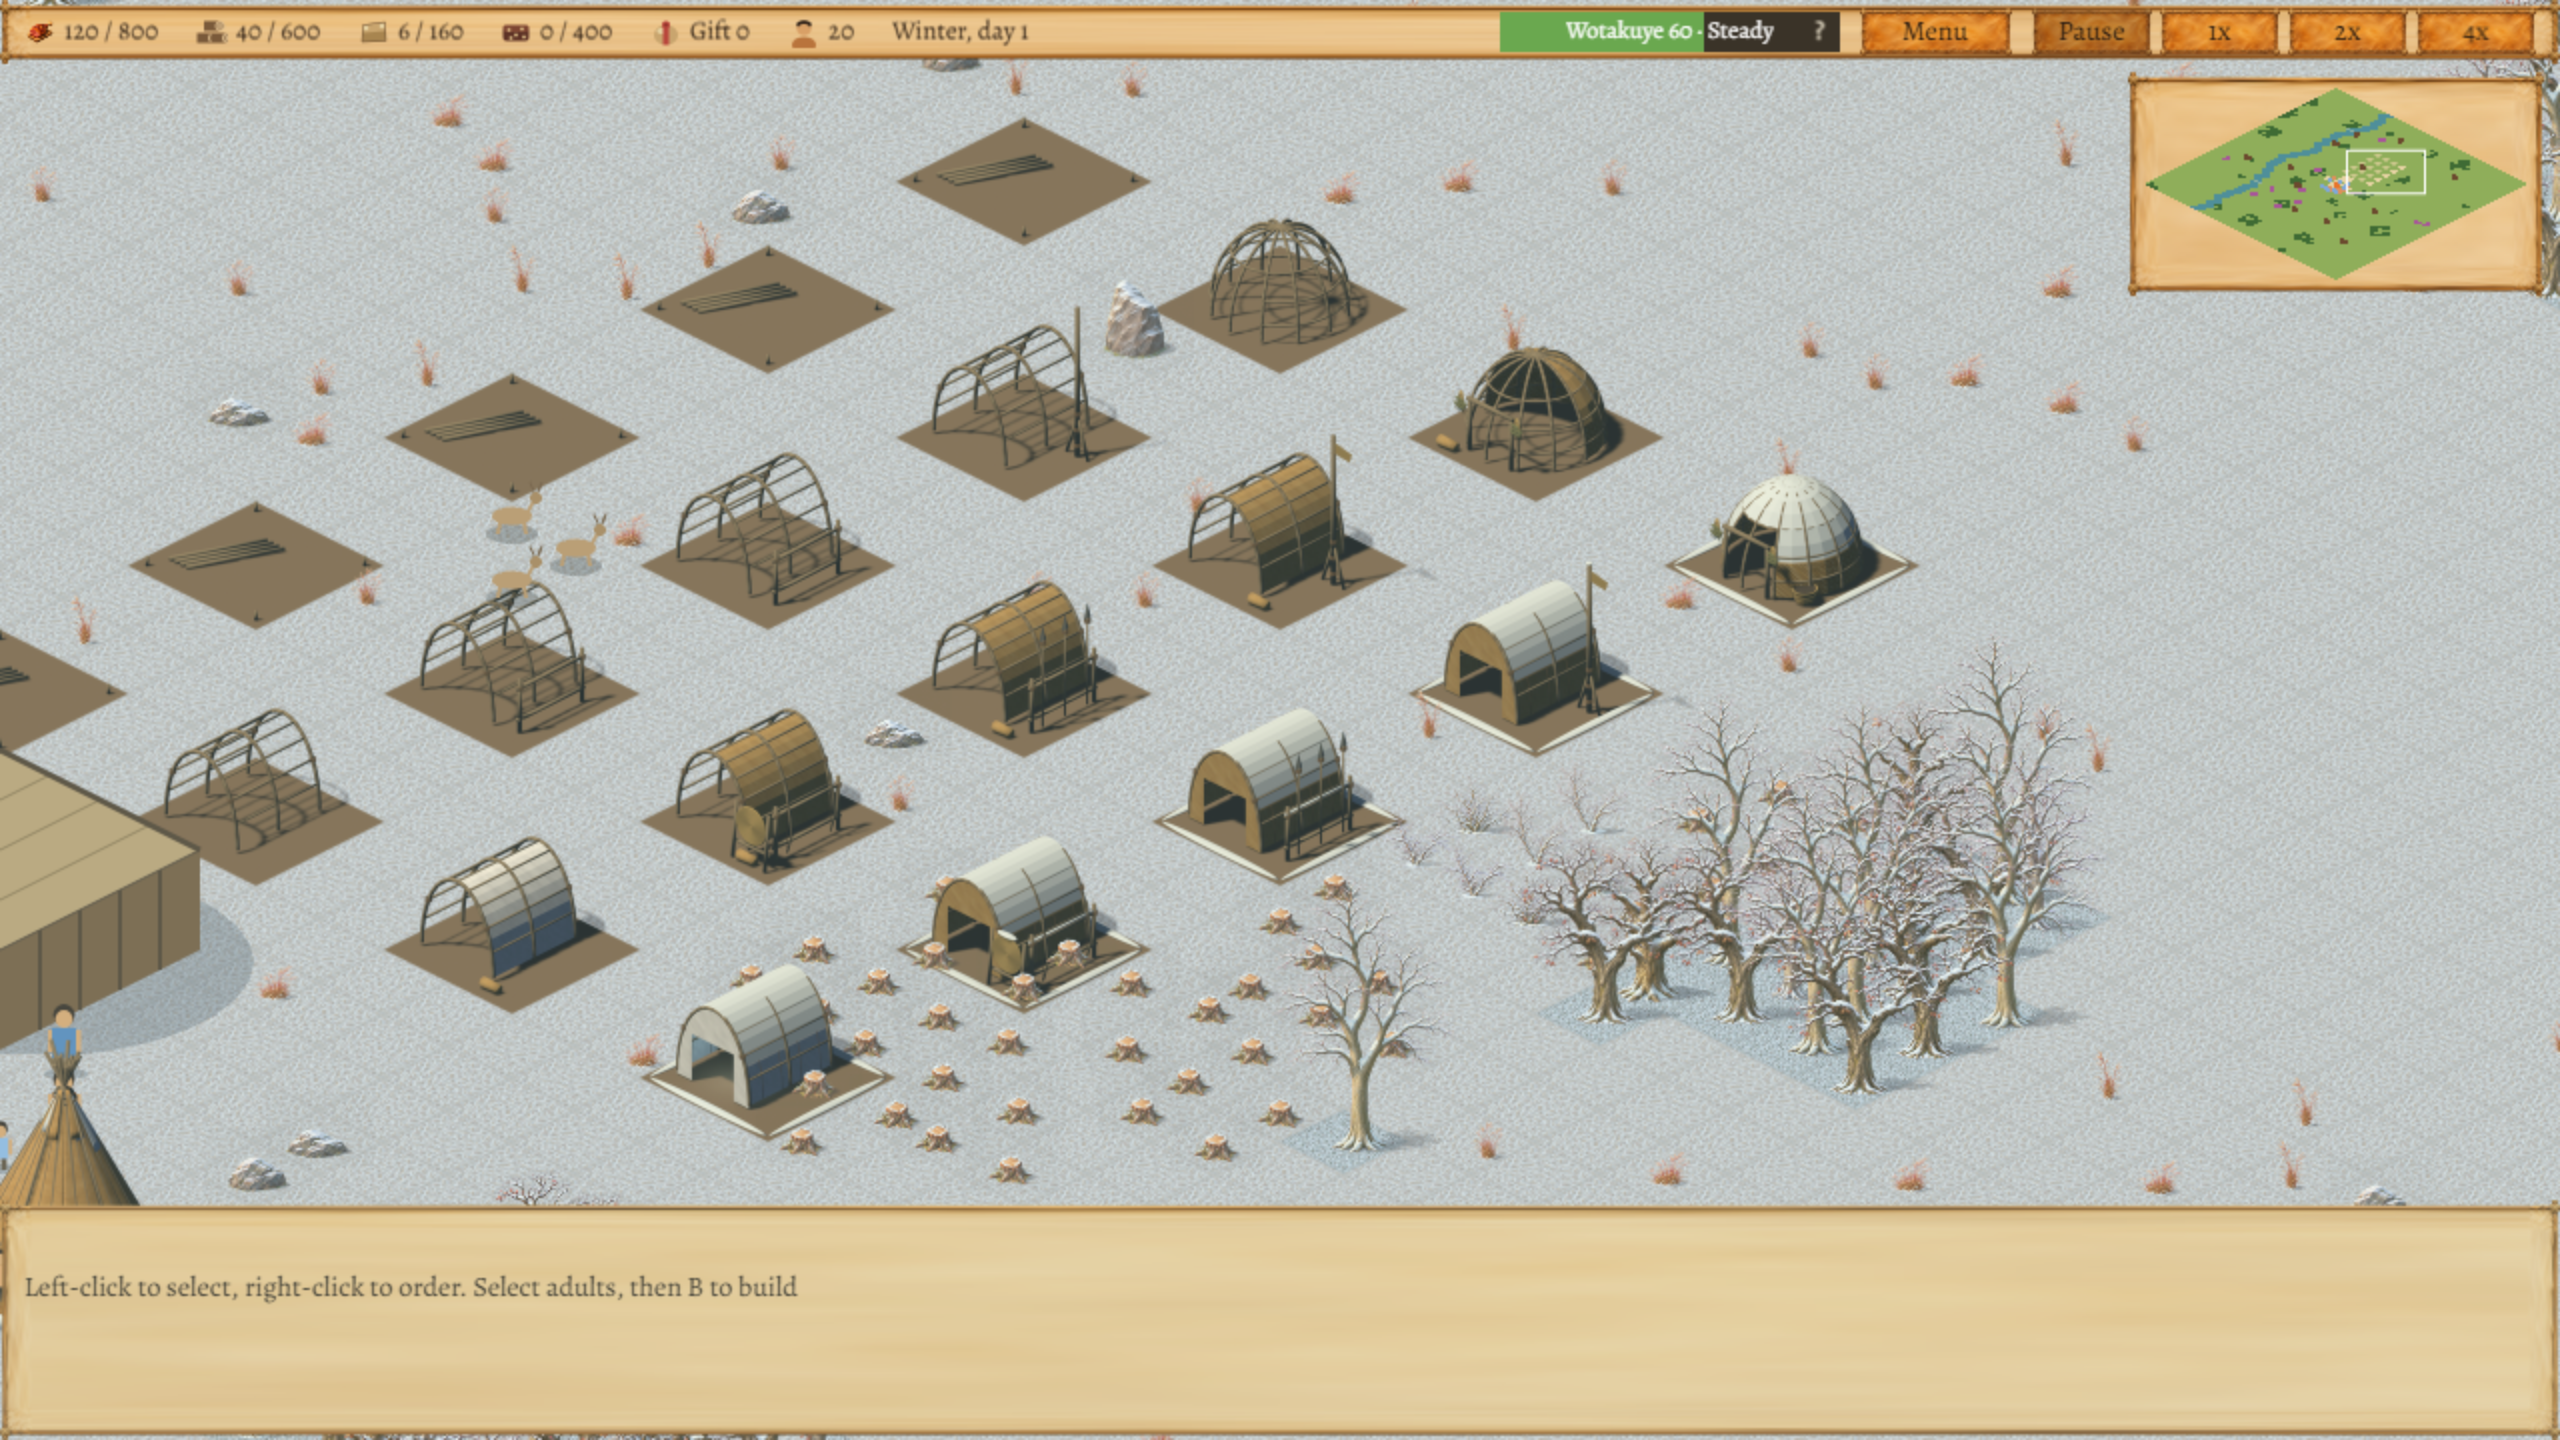 120 / 800 40 / 600 6 / 160 0 / 400 Gift 0 20 Winter, day 1 Wotakuye 60 · Steady ? Menu Pause 1x 2x 4x
Left-click to select, right-click to order. Select adults, then B to build